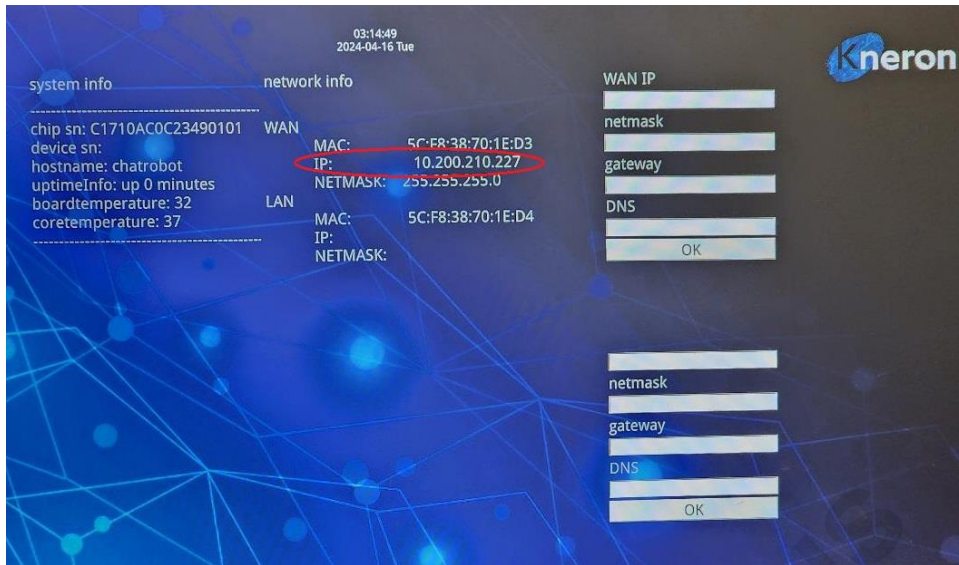 03:14:49
2024-04-16 Tue
Kneron
system info
--------------------------------------------
chip sn: C1710AC0C23490101
device sn:
hostname: chatrobot
uptimeInfo: up 0 minutes
boardtemperature: 32
coretemperature: 37
--------------------------------------------
network info
WAN
MAC: 5C:F8:38:70:1E:D3
IP: 10.200.210.227
NETMASK: 255.255.255.0
LAN
MAC: 5C:F8:38:70:1E:D4
IP:
NETMASK:
WAN IP
netmask
gateway
DNS
OK
netmask
gateway
DNS
OK